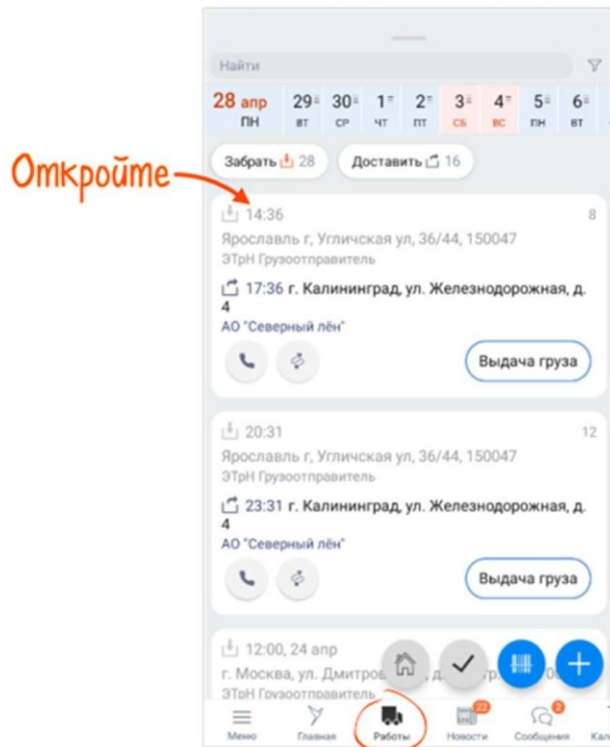 Найти
28 апр 29 30 1 2 3 4 5 6
ПН ВТ СР ЧТ ПТ СБ ВС ПН ВТ
Забрать 28 Доставить 16
Откройте
14:36 8
Ярославль г, Угличская ул, 36/44, 150047
ЭТрН Грузоотправитель
17:36 г. Калининград, ул. Железнодорожная, д.
4
АО "Северный лён"
Выдача груза
20:31 12
Ярославль г, Угличская ул, 36/44, 150047
ЭТрН Грузоотправитель
23:31 г. Калининград, ул. Железнодорожная, д.
4
АО "Северный лён"
Выдача груза
12:00, 24 апр
г. Москва, ул.
ЭТрН Грузоотправитель
22 2
Меню Главная Работы Новости Сообщения